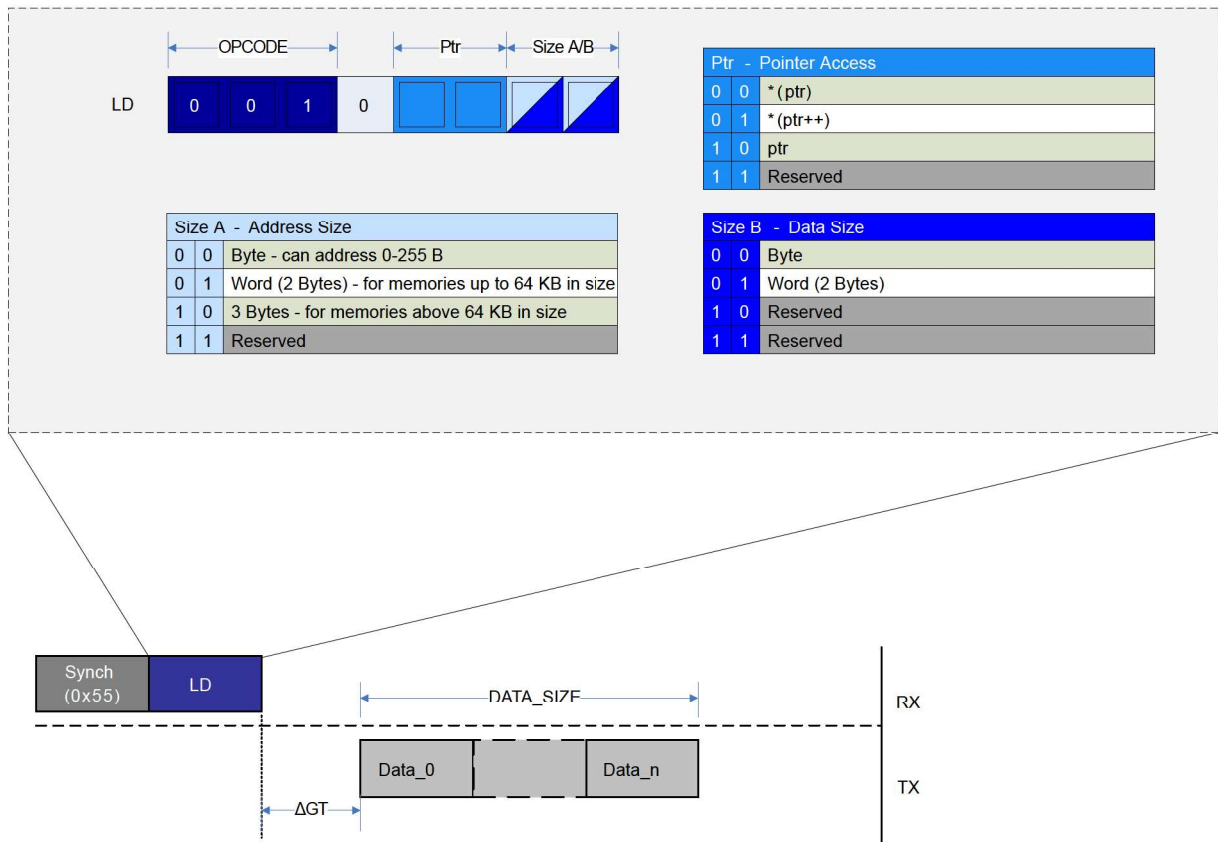 OPCODE Ptr Size A/B
LD 0 0 1 0
Ptr - Pointer Access
0 0 *(ptr)
0 1 *(ptr++)
1 0 ptr
1 1 Reserved
Size A - Address Size
0 0 Byte - can address 0-255 B
0 1 Word (2 Bytes) - for memories up to 64 KB in size
1 0 3 Bytes - for memories above 64 KB in size
1 1 Reserved
Size B - Data Size
0 0 Byte
0 1 Word (2 Bytes)
1 0 Reserved
1 1 Reserved
Synch
(0x55)
LD
DATA_SIZE
RX
Data_0 Data_n
TX
ΔGT